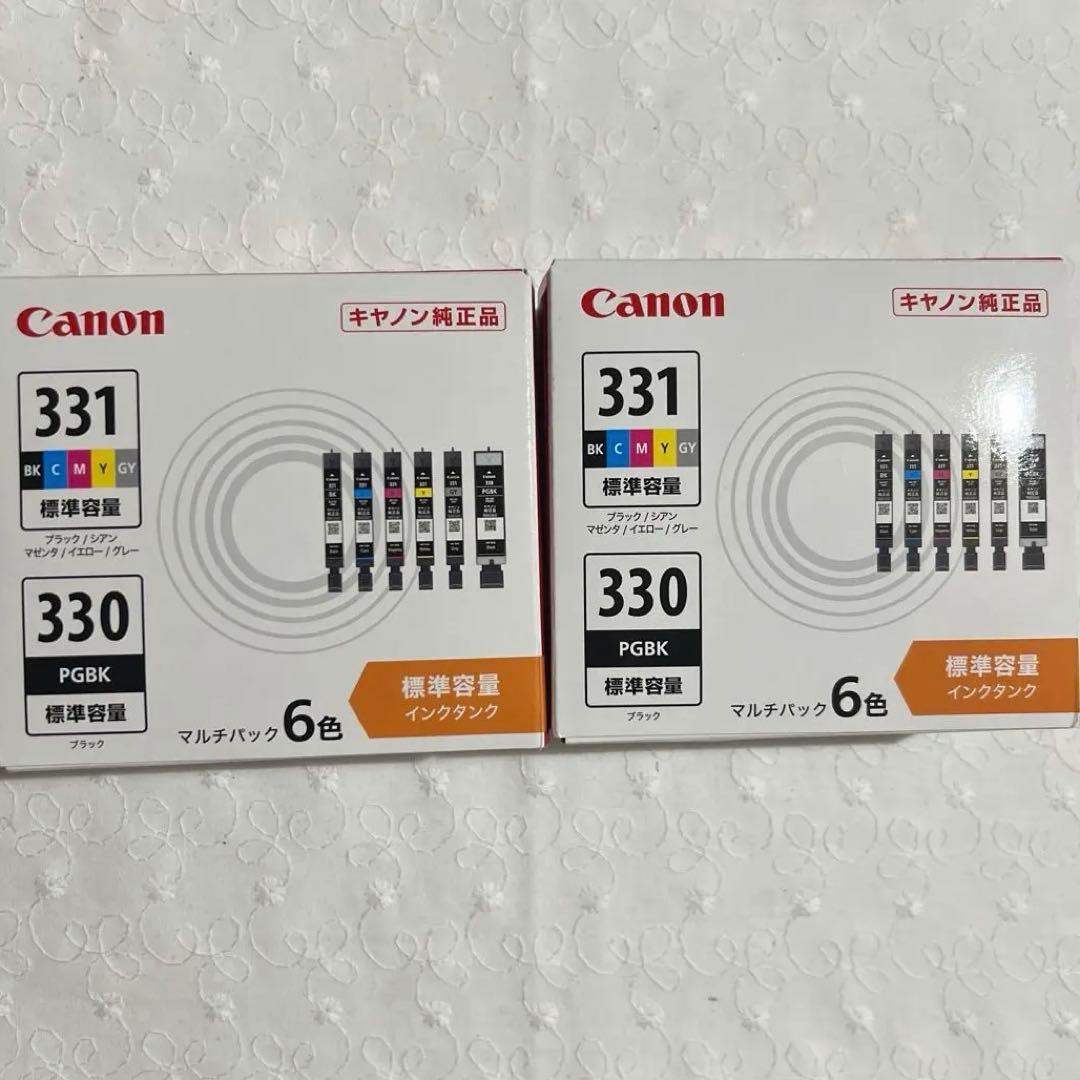 Canon
キヤノン純正品
331
BK C M Y GY
標準容量
ブラック / シアン
マゼンタ / イエロー / グレー
330
PGBK
標準容量
ブラック
マルチパック 6色
標準容量
インクタンク
Canon
キヤノン純正品
331
BK C M Y GY
標準容量
ブラック / シアン
マゼンタ / イエロー / グレー
330
PGBK
標準容量
ブラック
マルチパック 6色
標準容量
インクタンク